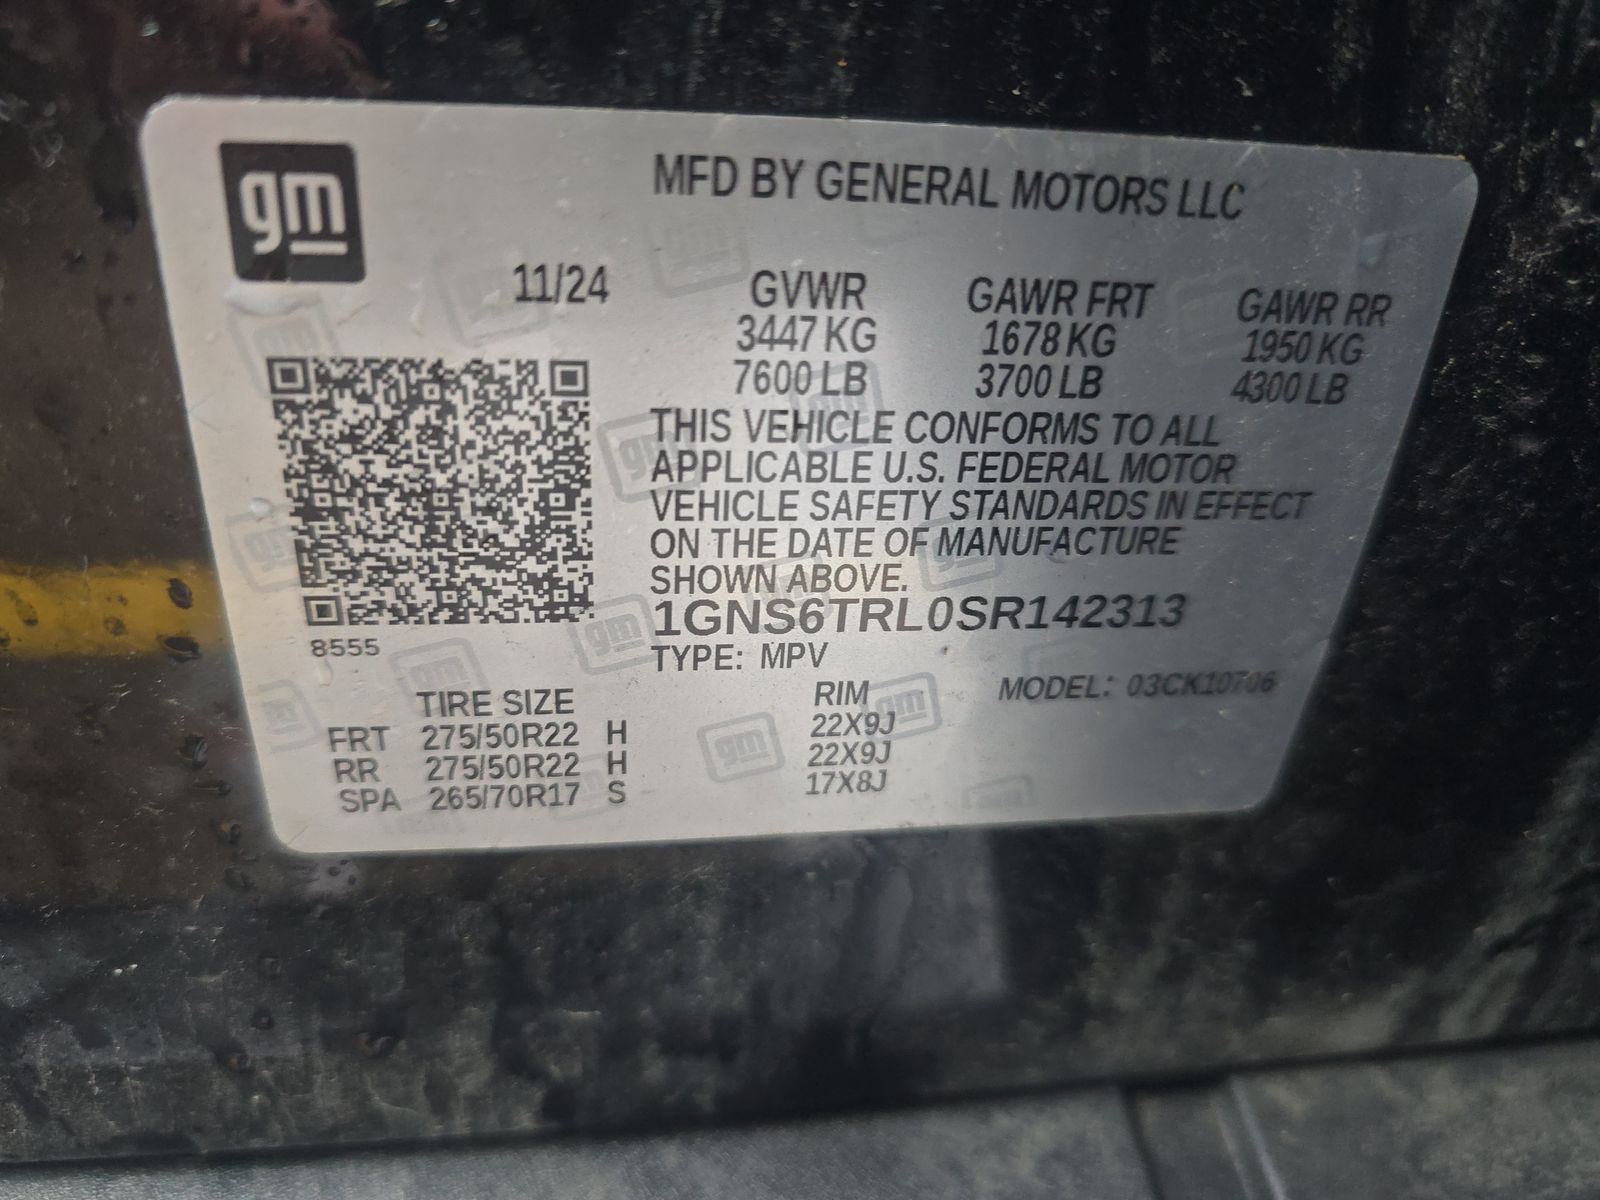 gm
MFD BY GENERAL MOTORS LLC
11/24
GVWR GAWR FRT GAWR RR
3447 KG 1678 KG 1950 KG
7600 LB 3700 LB 4300 LB
THIS VEHICLE CONFORMS TO ALL
APPLICABLE U.S. FEDERAL MOTOR
VEHICLE SAFETY STANDARDS IN EFFECT
ON THE DATE OF MANUFACTURE
SHOWN ABOVE.
1GNS6TRL0SR142313
8555
TYPE: MPV
MODEL: 03CK10706
TIRE SIZE RIM
FRT 275/50R22 H 22X9J
RR 275/50R22 H 22X9J
SPA 265/70R17 S 17X8J